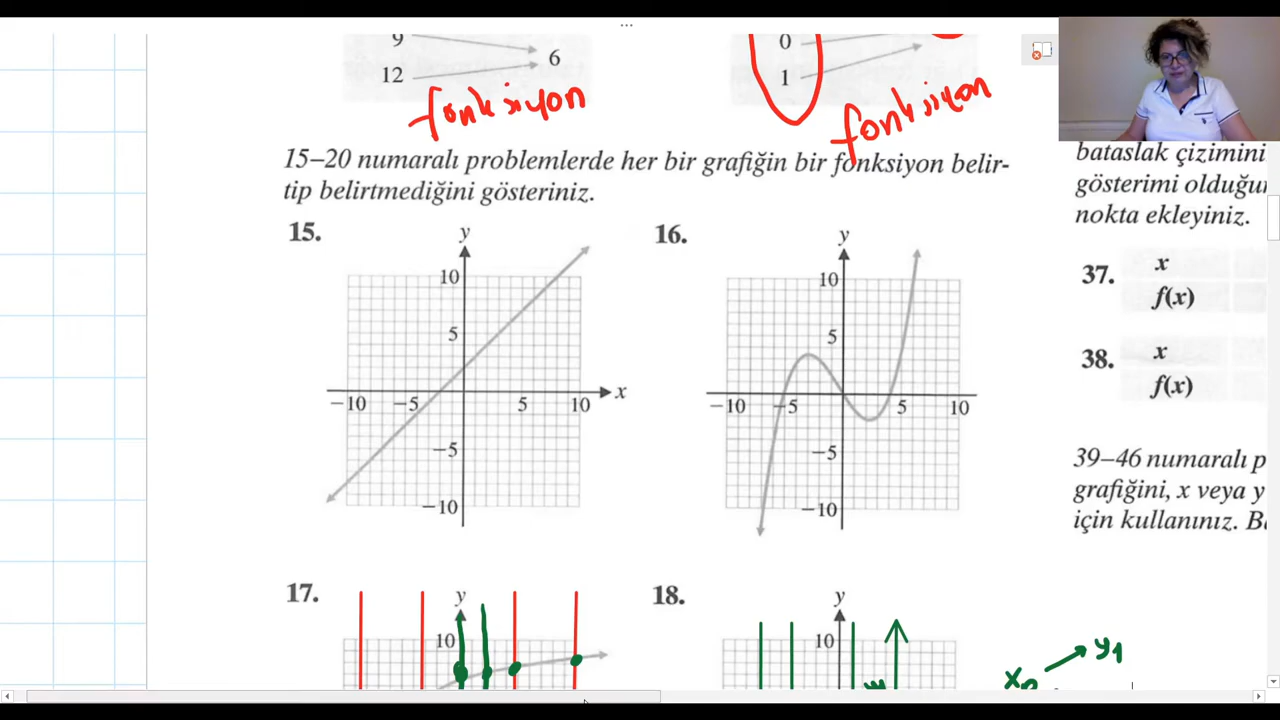 9
6
12
fonksiyon
0
1
fonksiyon
15–20 numaralı problemlerde her bir grafiğin bir fonksiyon belir-
tip belirtmediğini gösteriniz.
15.
y
10
5
x
−10 −5 5 10
−5
−10
16.
y
10
5
−10 −5 5 10
−5
−10
17.
y
10
18.
y
10
y1
bataslak çizimini
gösterimi olduğu
nokta ekleyiniz.
37. x
f(x)
38. x
f(x)
39–46 numaralı p
grafiğini, x veya y
için kullanınız. B